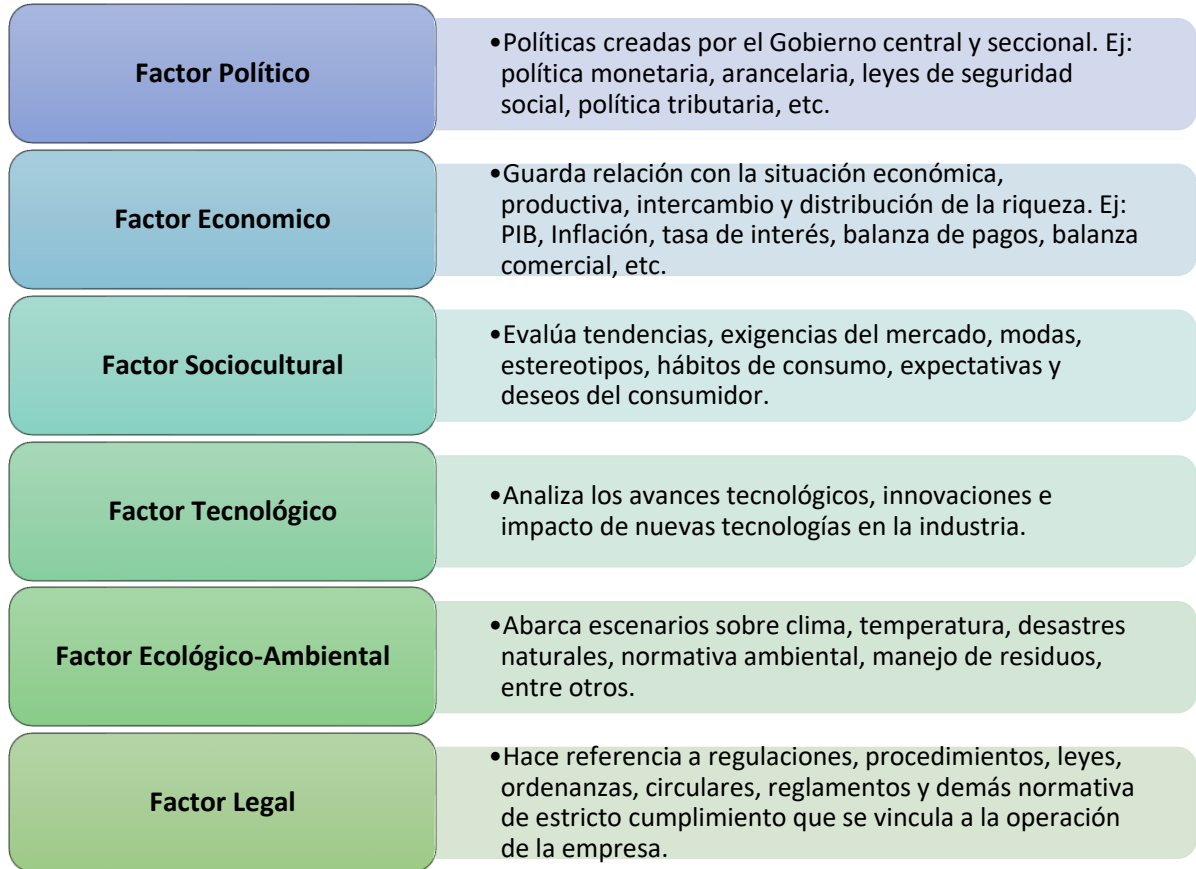 Factor Político
•Políticas creadas por el Gobierno central y seccional. Ej:
política monetaria, arancelaria, leyes de seguridad
social, política tributaria, etc.
Factor Economico
•Guarda relación con la situación económica,
productiva, intercambio y distribución de la riqueza. Ej:
PIB, Inflación, tasa de interés, balanza de pagos, balanza
comercial, etc.
Factor Sociocultural
•Evalúa tendencias, exigencias del mercado, modas,
estereotipos, hábitos de consumo, expectativas y
deseos del consumidor.
Factor Tecnológico
•Analiza los avances tecnológicos, innovaciones e
impacto de nuevas tecnologías en la industria.
Factor Ecológico-Ambiental
•Abarca escenarios sobre clima, temperatura, desastres
naturales, normativa ambiental, manejo de residuos,
entre otros.
Factor Legal
•Hace referencia a regulaciones, procedimientos, leyes,
ordenanzas, circulares, reglamentos y demás normativa
de estricto cumplimiento que se vincula a la operación
de la empresa.